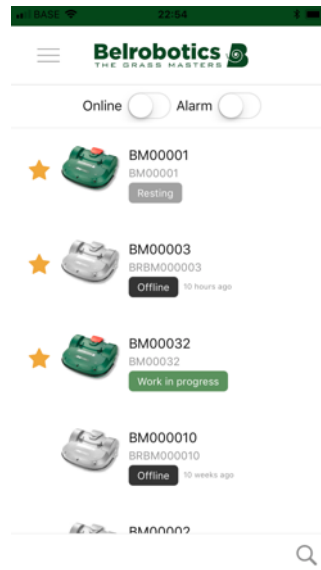 BASE 22:54
Belrobotics
THE GRASS MASTERS
Online Alarm
BM00001
BM00001
Resting
BM00003
BRBM000003
Offline 10 hours ago
BM00032
BM00032
Work in progress
BM000010
BRBM000010
Offline 10 weeks ago
BM00002